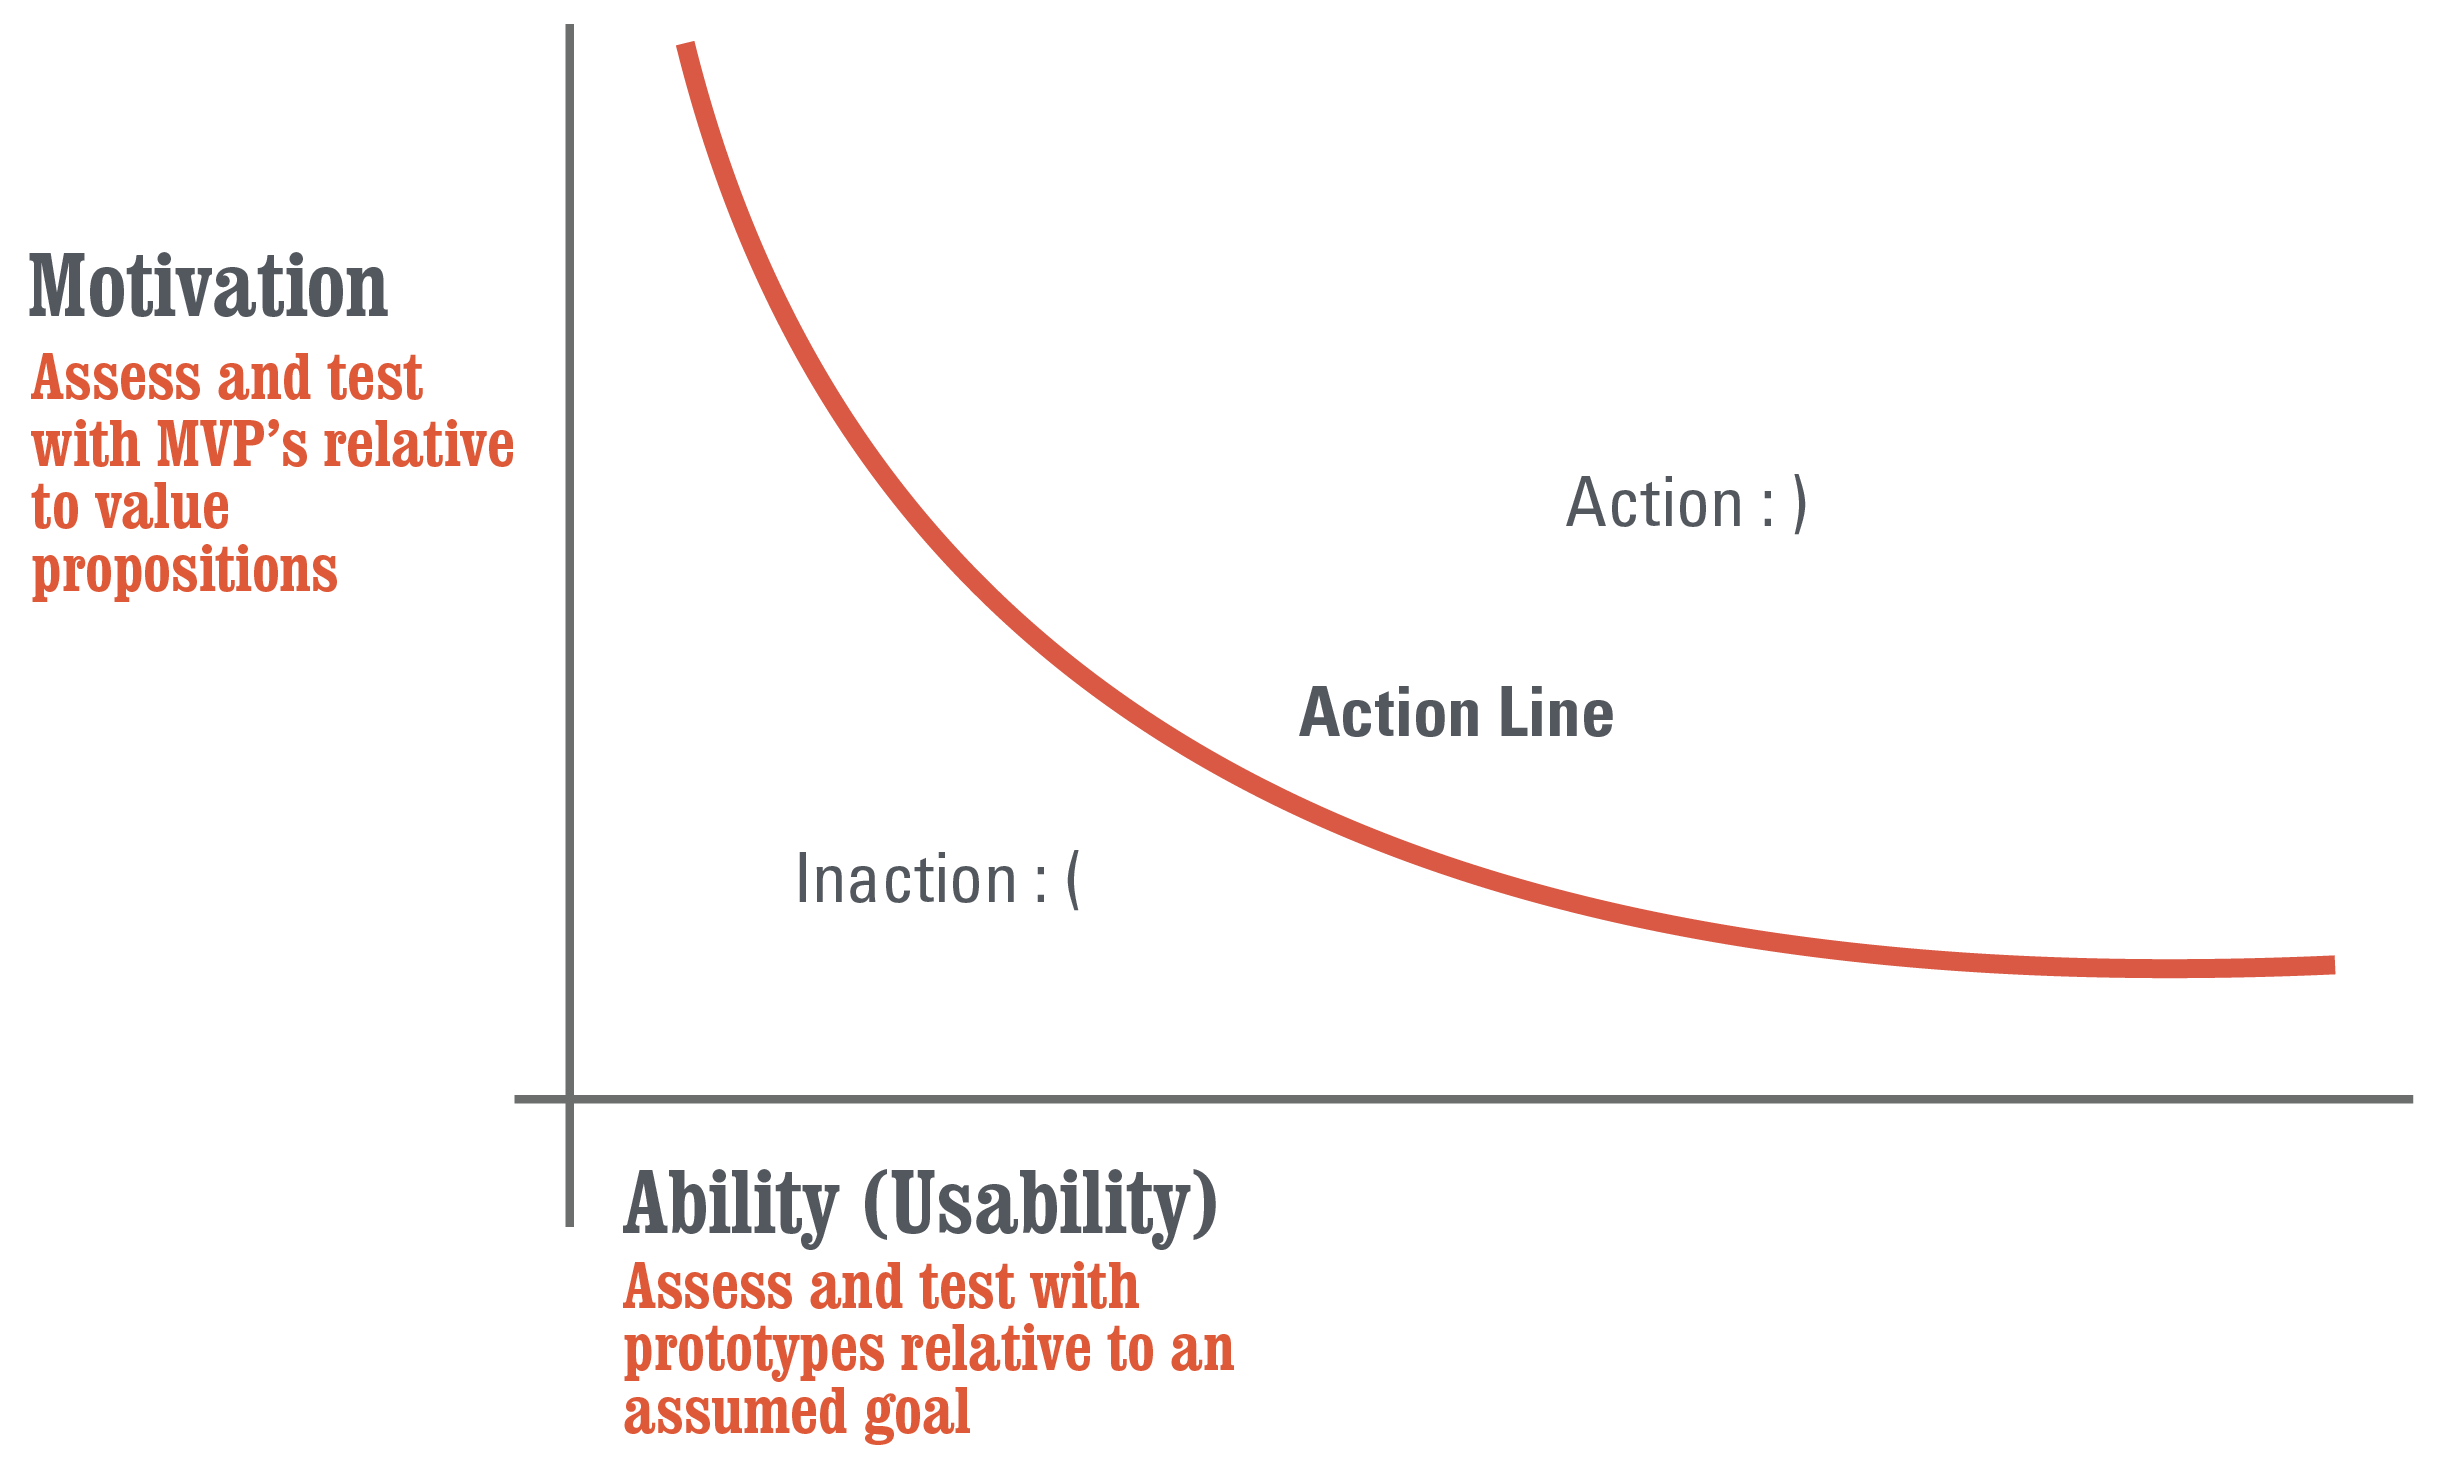 Motivation
Assess and test
with MVP’s relative
to value
propositions
Action : )
Action Line
Inaction : (
Ability (Usability)
Assess and test with
prototypes relative to an
assumed goal